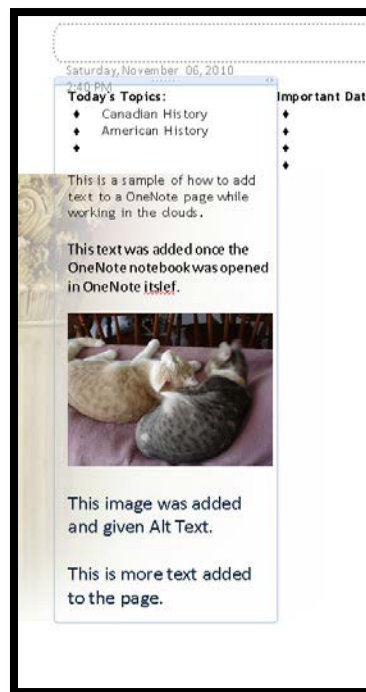 Saturday, November 06, 2010
2:40 PM
Today's Topics:
♦ Canadian History
♦ American History
♦
Important Dat
♦
♦
♦
♦
This is a sample of how to add
text to a OneNote page while
working in the clouds.
This text was added once the
OneNote notebook was opened
in OneNote itslef.
This image was added
and given Alt Text.
This is more text added
to the page.